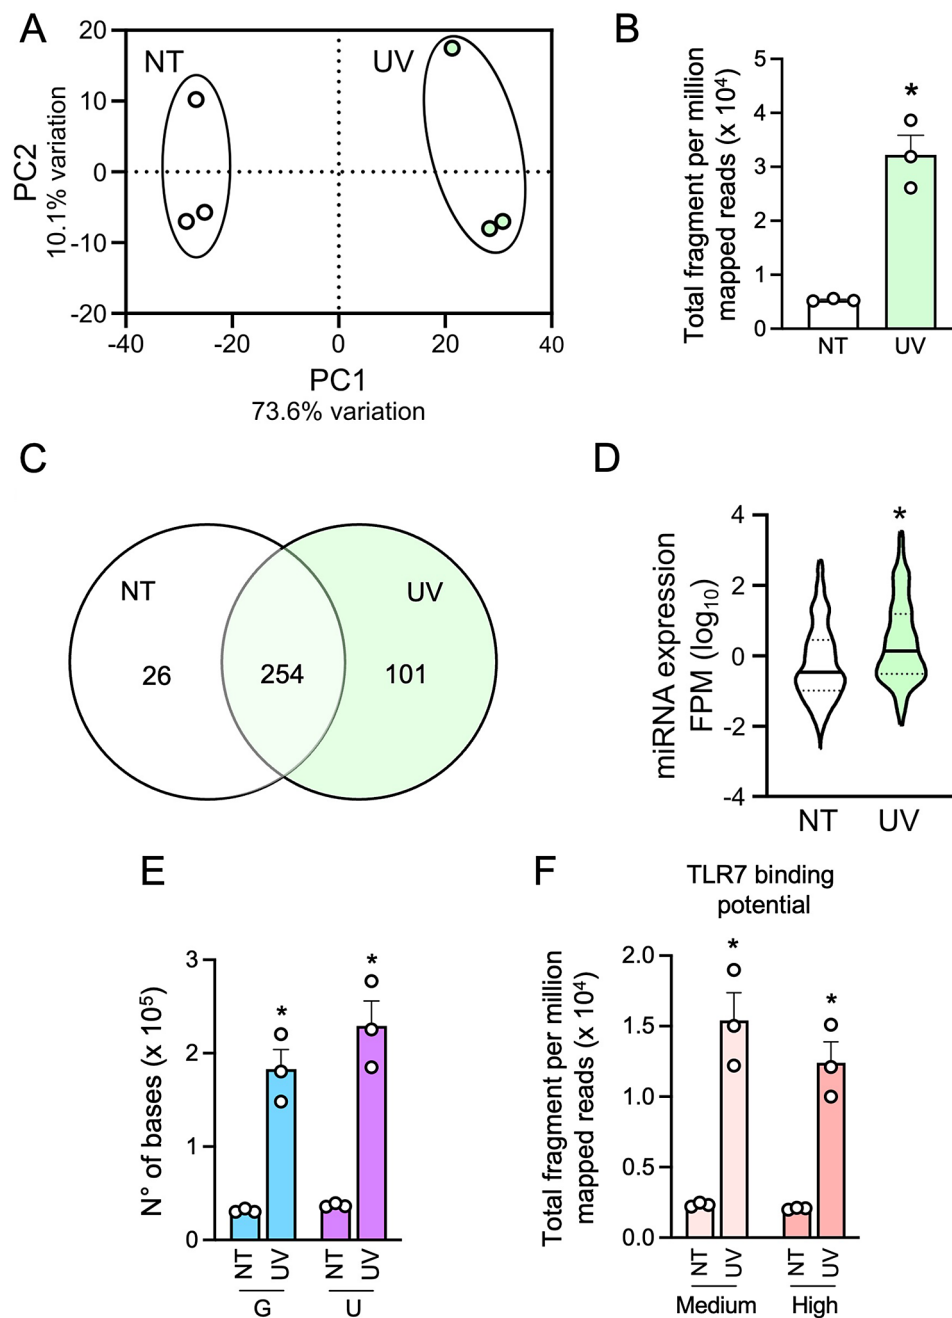 A
NT
UV
20
10
0
-10
-20
PC2
10.1% variation
-40
-20
0
20
40
PC1
73.6% variation
B
Total fragment per million
mapped reads (x 10⁴)
5
4
3
2
1
0
*
NT
UV
C
NT
UV
26
254
101
D
miRNA expression
FPM (log₁₀)
4
2
0
-2
-4
*
NT
UV
E
N° of bases (x 10⁵)
3
2
1
0
*
*
NT
UV
NT
UV
G
U
F
TLR7 binding
potential
Total fragment per million
mapped reads (x 10⁴)
2.0
1.5
1.0
0.5
0.0
*
*
NT
UV
NT
UV
Medium
High